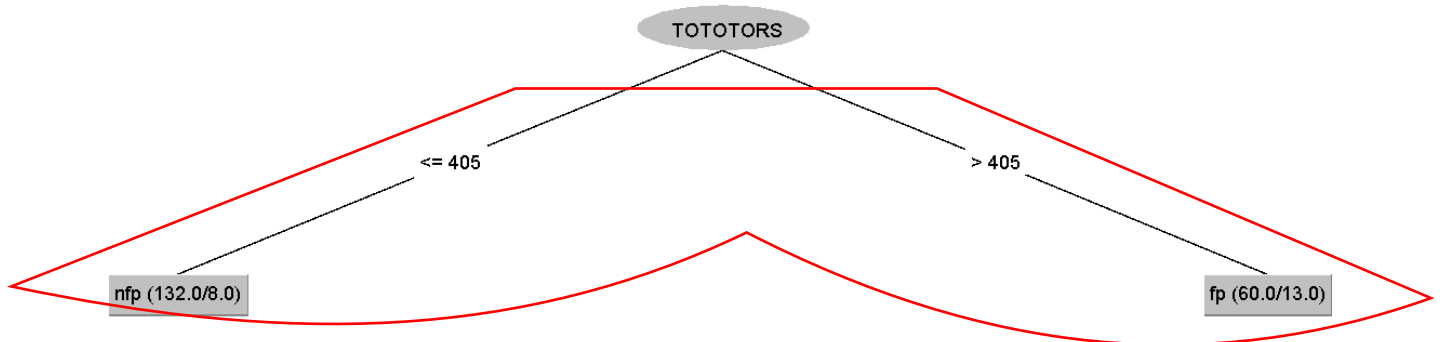 TOTOTORS
<= 405
> 405
nfp (132.0/8.0)
fp (60.0/13.0)